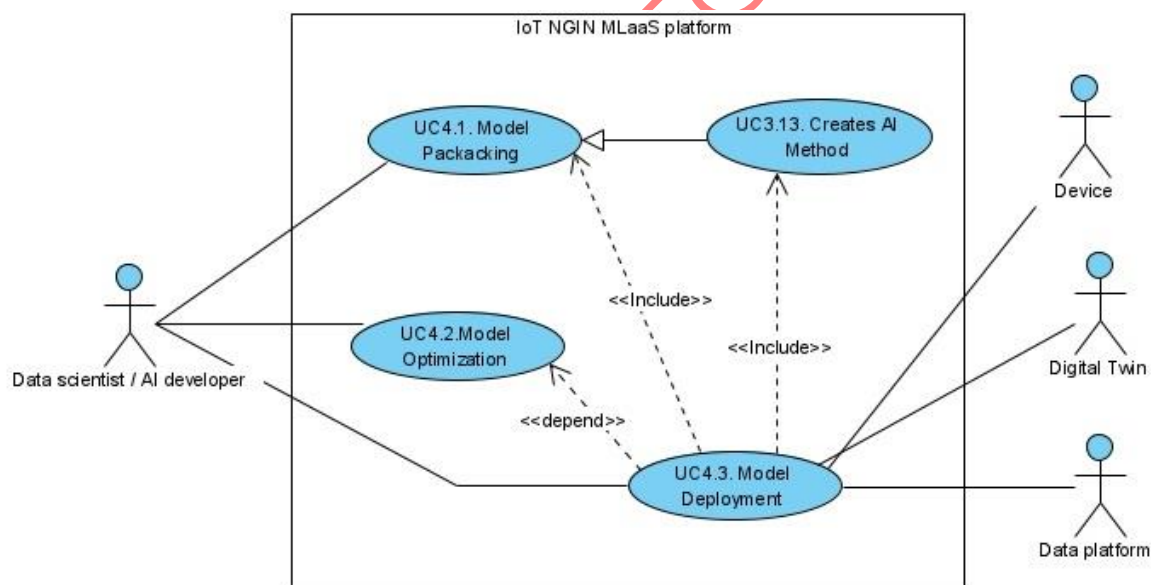 IoT NGIN MLaaS platform
UC4.1. Model
Packacking
UC3.13. Creates AI
Method
Device
<<Include>>
<<Include>>
UC4.2.Model
Optimization
Data scientist / AI developer
Digital Twin
<<depend>>
UC4.3. Model
Deployment
Data platform